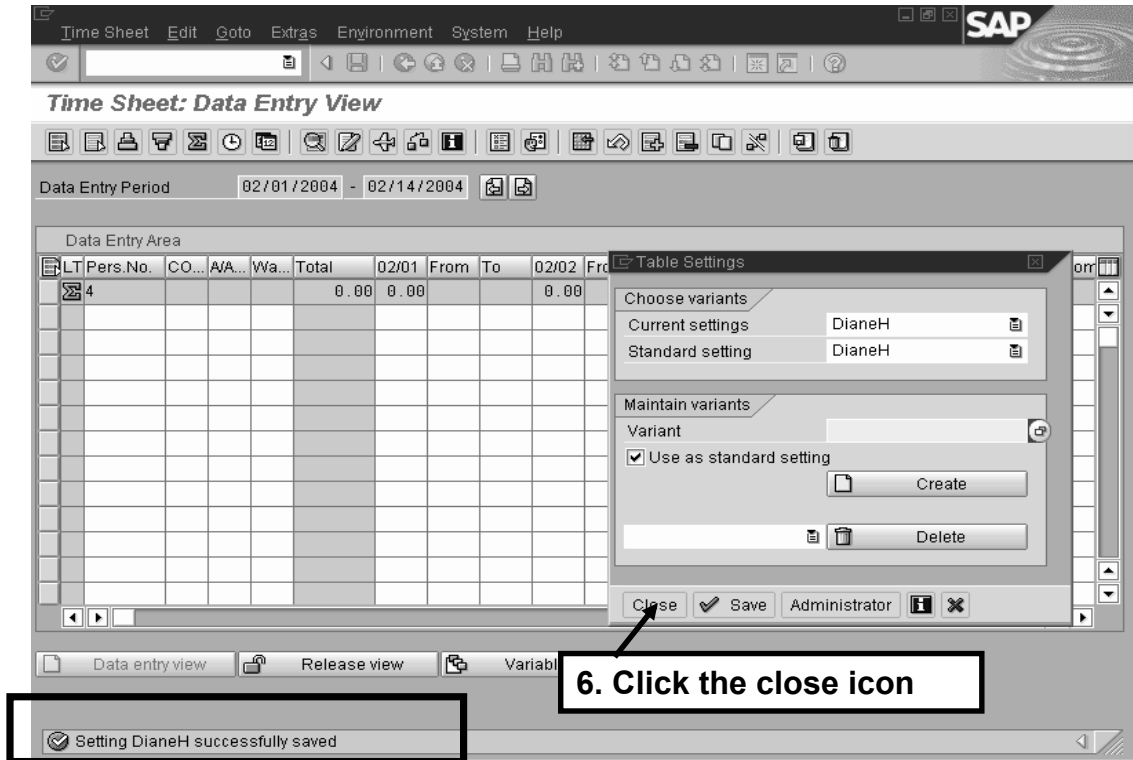 Time Sheet Edit Goto Extras Environment System Help
SAP
Time Sheet: Data Entry View
Data Entry Period 02/01/2004 - 02/14/2004
Data Entry Area
LT Pers.No. CO... A/A... Wa... Total 02/01 From To 02/02
4 0.00 0.00 0.00
Table Settings
Choose variants
Current settings DianeH
Standard setting DianeH
Maintain variants
Variant
Use as standard setting
Create
Delete
Close Save Administrator
Data entry view Release view
6. Click the close icon
Setting DianeH successfully saved